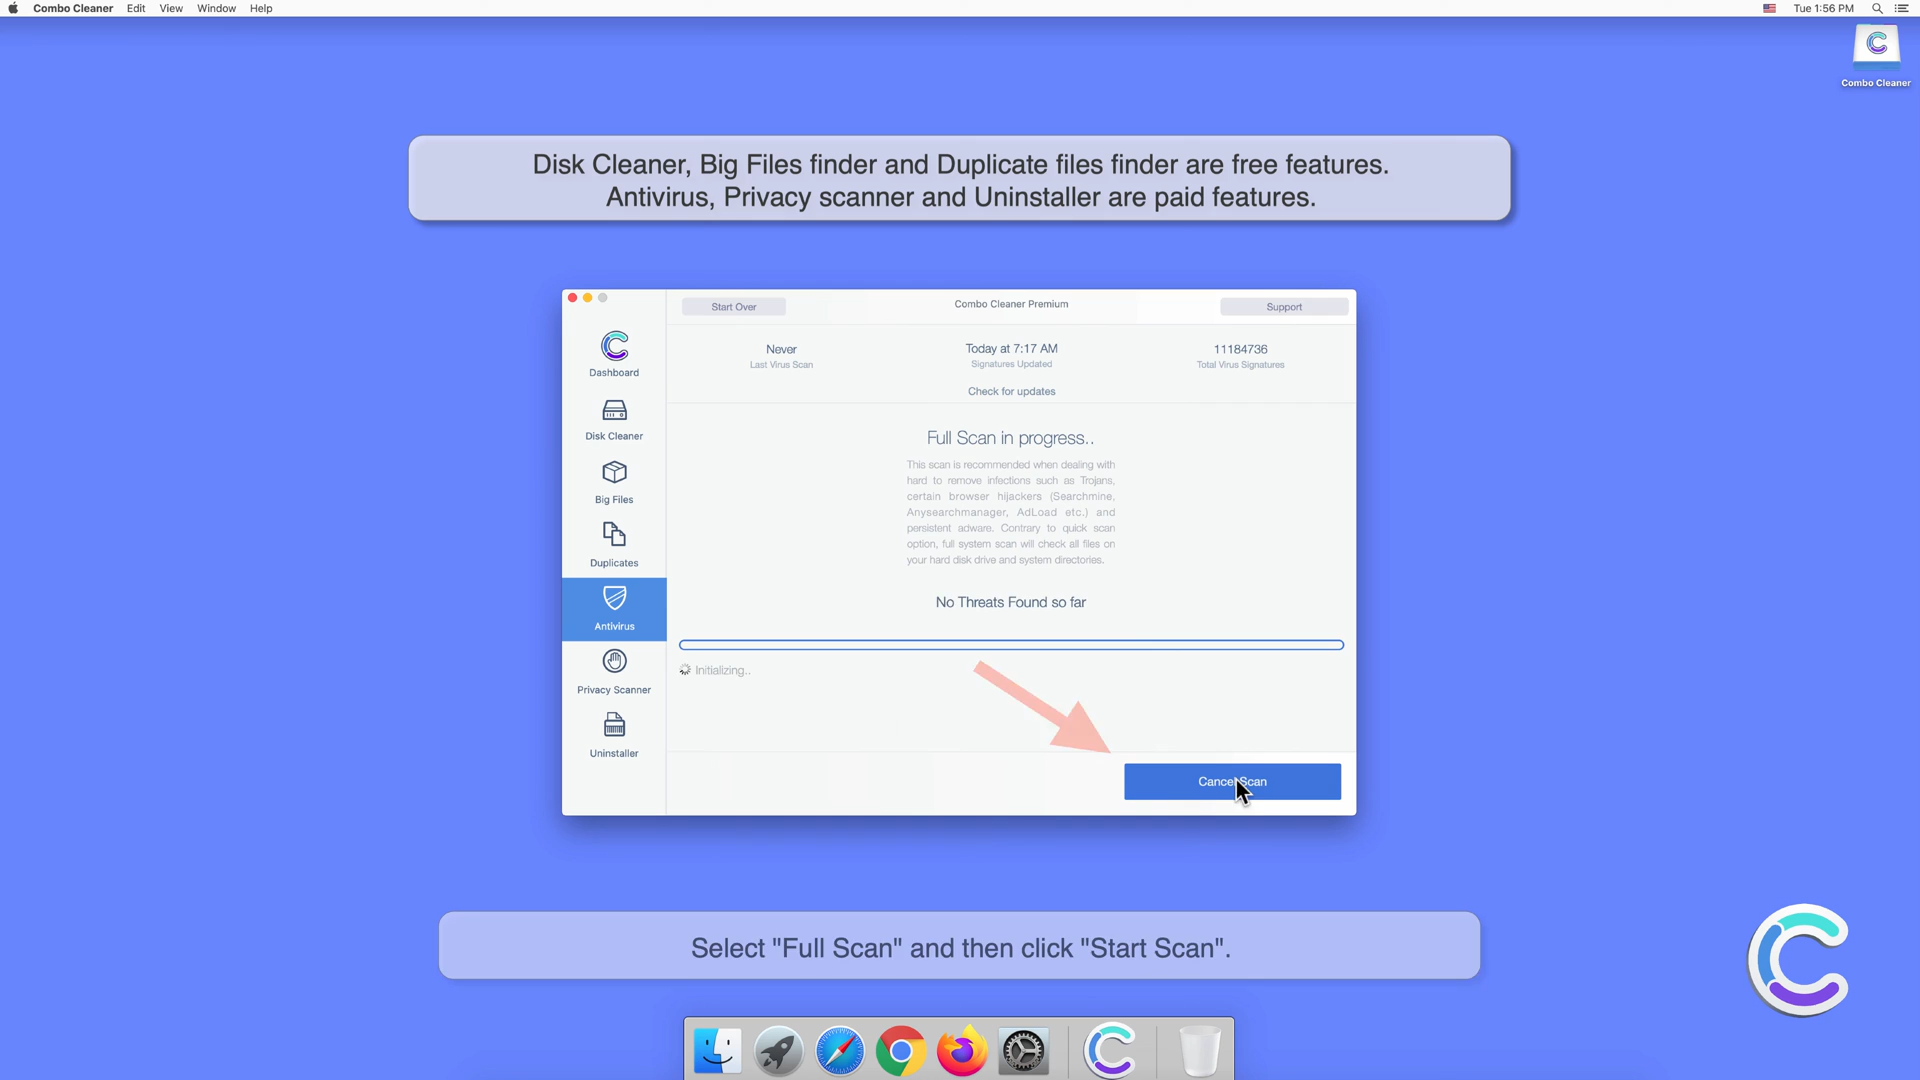 Combo Cleaner Edit View Window Help
Tue 1:56 PM
Combo Cleaner
Disk Cleaner, Big Files finder and Duplicate files finder are free features.
Antivirus, Privacy scanner and Uninstaller are paid features.
Start Over
Combo Cleaner Premium
Support
Never
Last Virus Scan
Today at 7:17 AM
Signatures Updated
11184736
Total Virus Signatures
Check for updates
Dashboard
Disk Cleaner
Big Files
Duplicates
Antivirus
Privacy Scanner
Uninstaller
Full Scan in progress..
This scan is recommended when dealing with
hard to remove infections such as Trojans,
certain browser hijackers (Searchmine,
Anysearchmanager, AdLoad etc.) and
persistent adware. Contrary to quick scan
option, full system scan will check all files on
your hard disk drive and system directories.
No Threats Found so far
Initializing..
Cancel Scan
Select "Full Scan" and then click "Start Scan".